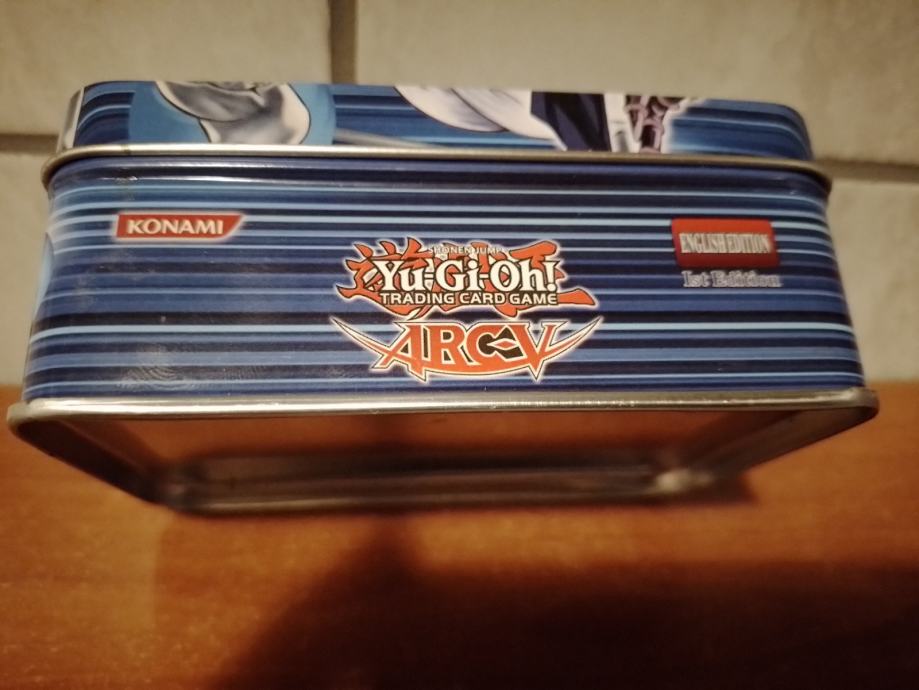 KONAMI
ENGLISH EDITION
1st Edition
SHONEN JUMP
Yu-Gi-Oh!
TRADING CARD GAME
ARC-V